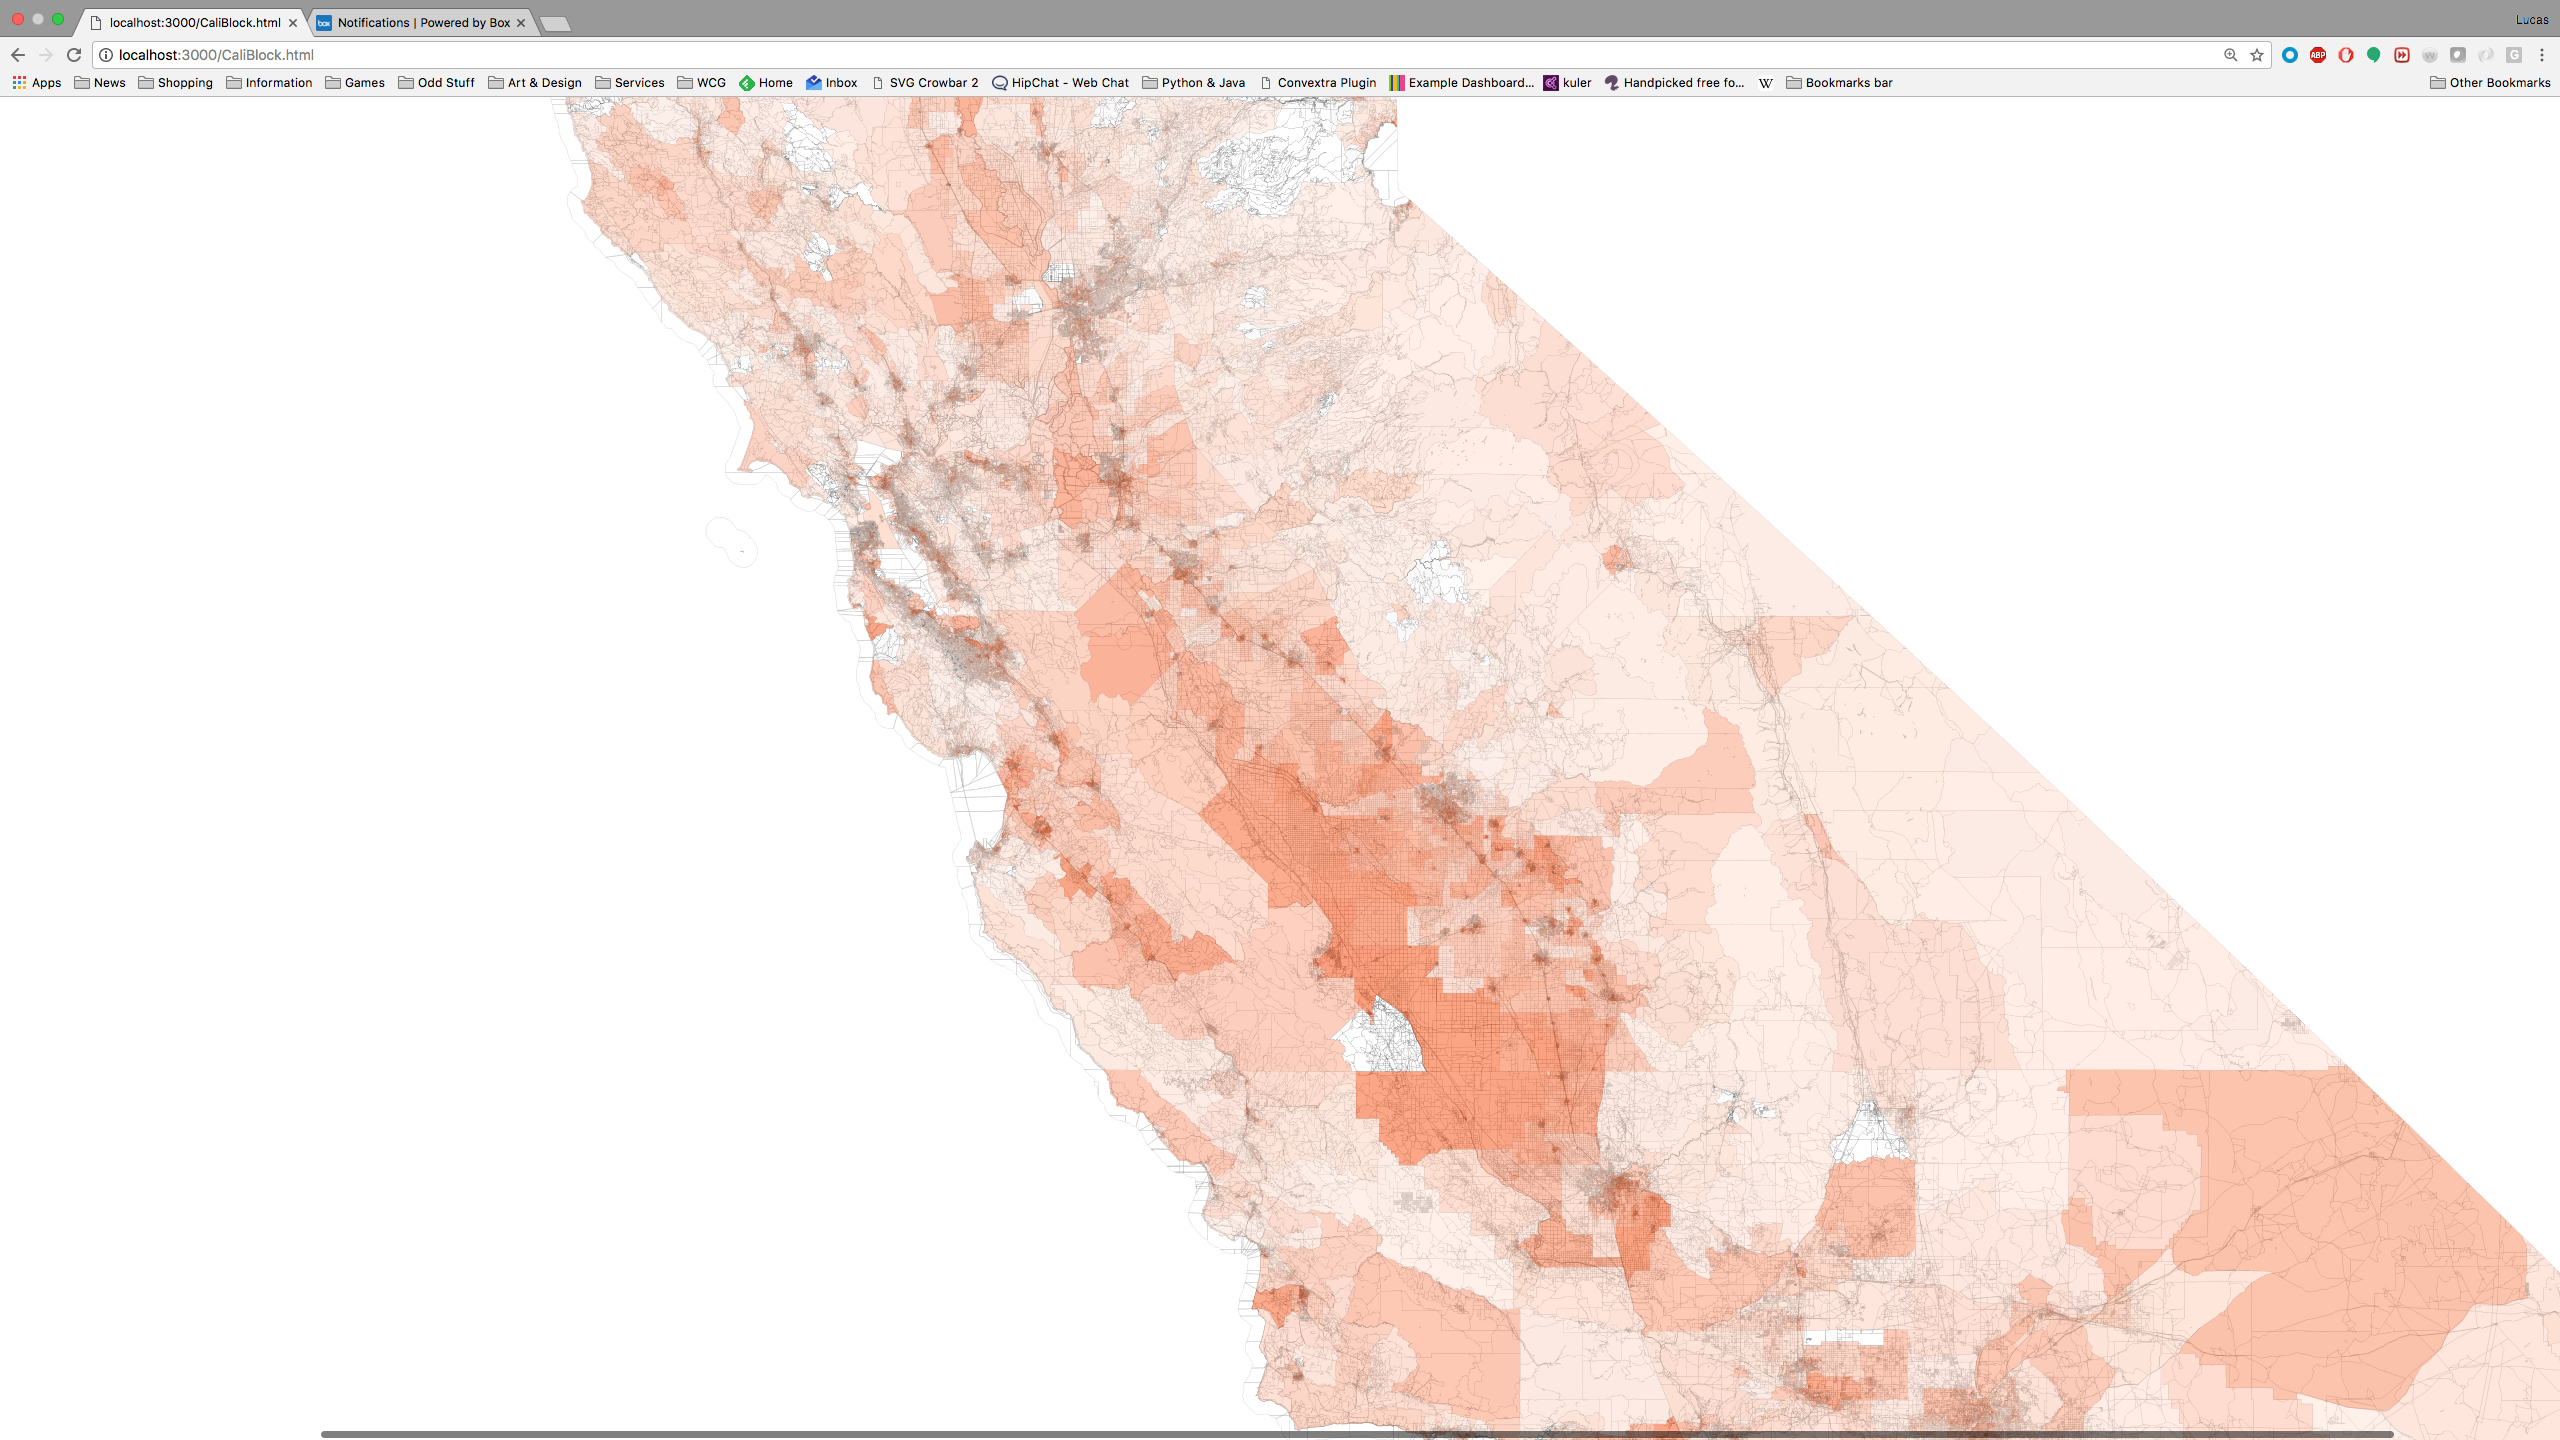 localhost:3000/CaliBlock.html
Notifications | Powered by Box
Lucas
localhost:3000/CaliBlock.html
Apps News Shopping Information Games Odd Stuff Art & Design Services WCG Home Inbox SVG Crowbar 2 HipChat - Web Chat Python & Java Convextra Plugin Example Dashboard... kuler Handpicked free fo... W Bookmarks bar Other Bookmarks
box
ABP
W
G